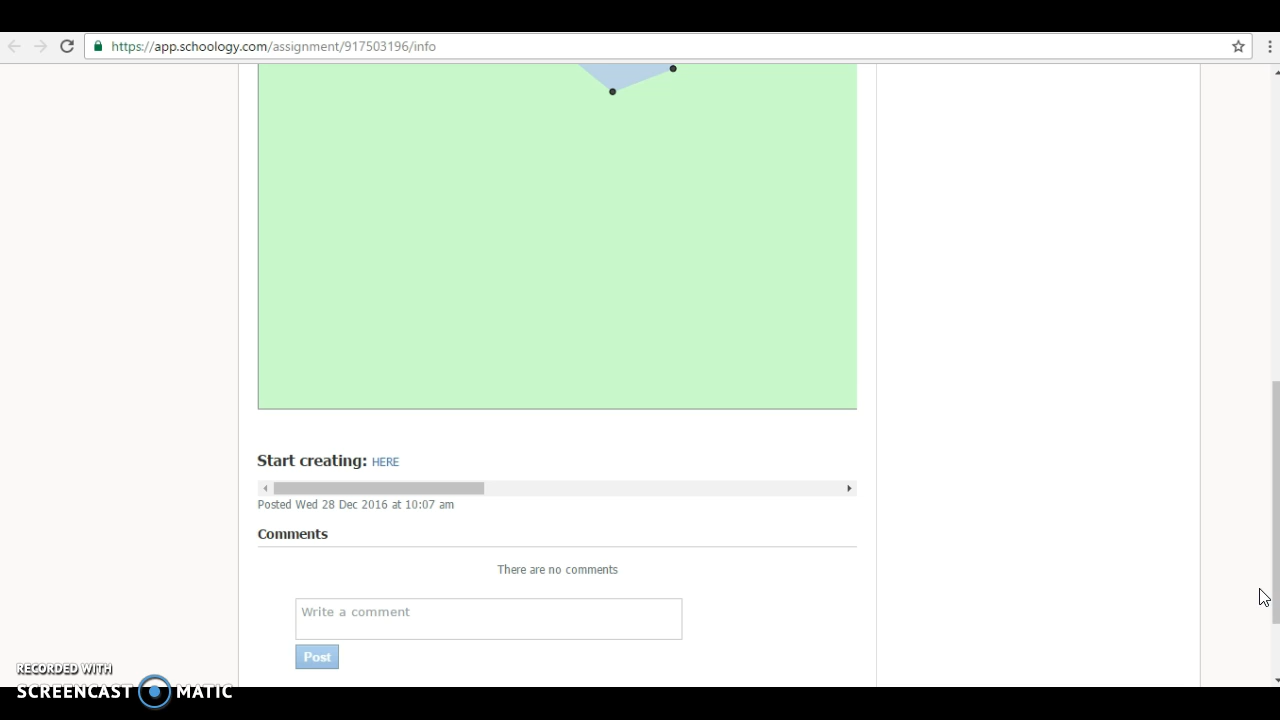 https://app.schoology.com/assignment/917503196/info
Start creating: HERE
Posted Wed 28 Dec 2016 at 10:07 am
Comments
There are no comments
Write a comment
Post
RECORDED WITH
SCREENCAST MATIC